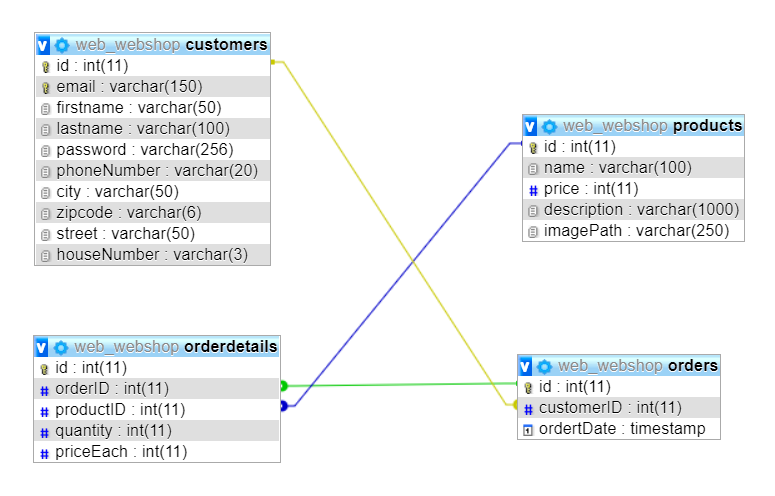 v web_webshop customers
id : int(11)
email : varchar(150)
firstname : varchar(50)
lastname : varchar(100)
password : varchar(256)
phoneNumber : varchar(20)
city : varchar(50)
zipcode : varchar(6)
street : varchar(50)
houseNumber : varchar(3)
v web_webshop products
id : int(11)
name : varchar(100)
# price : int(11)
description : varchar(1000)
imagePath : varchar(250)
v web_webshop orderdetails
id : int(11)
# orderID : int(11)
# productID : int(11)
# quantity : int(11)
# priceEach : int(11)
v web_webshop orders
id : int(11)
# customerID : int(11)
1 ordertDate : timestamp